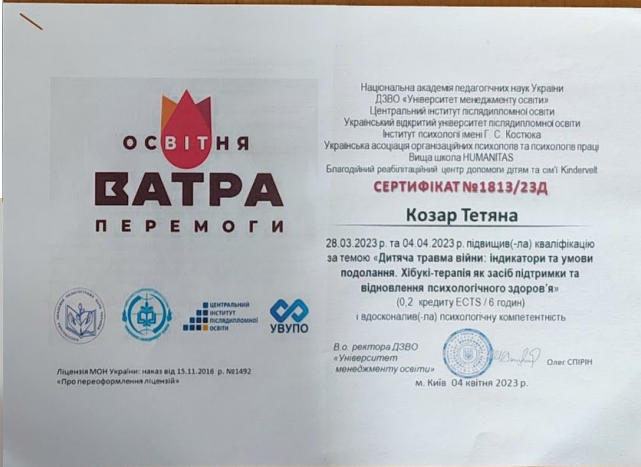 ОСВІТНЯ
ВАТРА
ПЕРЕМОГИ
ЦЕНТРАЛЬНИЙ
ІНСТИТУТ
ПІСЛЯДИПЛОМНОЇ
ОСВІТИ
УВУПО
Ліцензія МОН України: наказ від 15.11.2018 р. №1492
«Про переоформлення ліцензій»
Національна академія педагогічних наук України
ДЗВО «Університет менеджменту освіти»
Центральний інститут післядипломної освіти
Український відкритий університет післядипломної освіти
Інститут психології імені Г. С. Костюка
Українська асоціація організаційних психологів та психологів праці
Вища школа HUMANITAS
Благодійний реабілітаційний центр допомоги дітям та сім'ї Kindervelt
СЕРТИФІКАТ №1813/23Д
Козар Тетяна
28.03.2023 р. та 04.04.2023 р. підвищив(-ла) кваліфікацію
за темою «Дитяча травма війни: індикатори та умови
подолання. Хібукі-терапія як засіб підтримки та
відновлення психологічного здоров'я»
(0,2 кредиту ECTS / 6 годин)
і вдосконалив(-ла) психологічну компетентність
В.о. ректора ДЗВО
«Університет
менеджменту освіти»
Олег СПІРІН
м. Київ 04 квітня 2023 р.